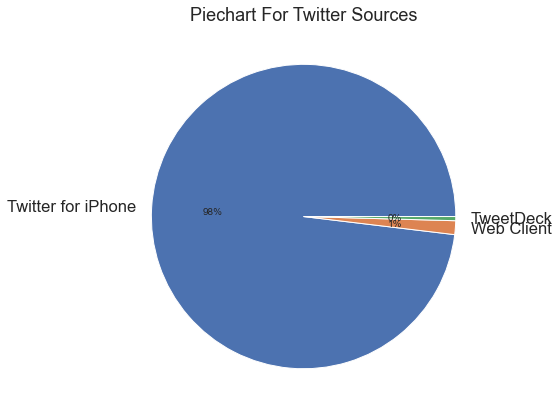 Piechart For Twitter Sources
98%
Twitter for iPhone
0%
TweetDeck
1%
Web Client